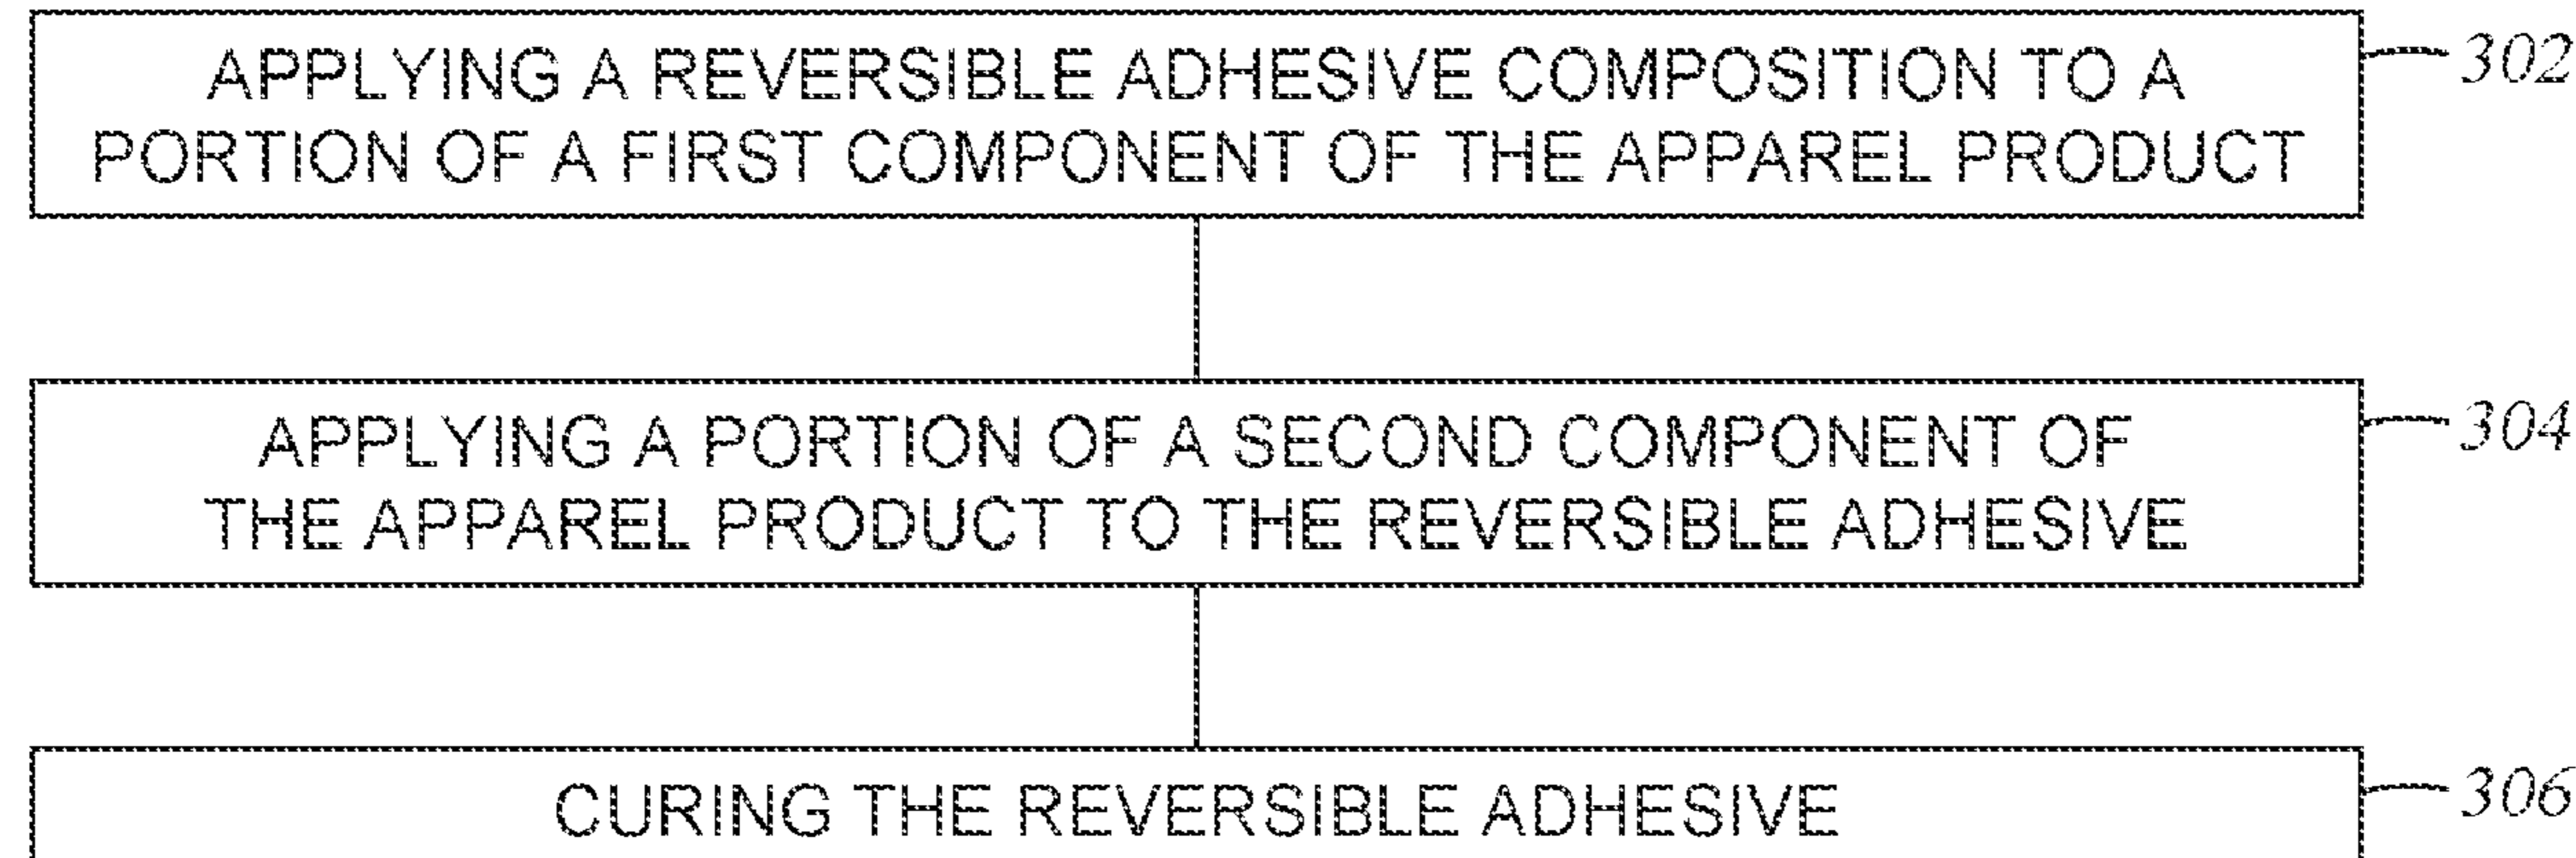 APPLYING A REVERSIBLE ADHESIVE COMPOSITION TO A
PORTION OF A FIRST COMPONENT OF THE APPAREL PRODUCT
302
APPLYING A PORTION OF A SECOND COMPONENT OF
THE APPAREL PRODUCT TO THE REVERSIBLE ADHESIVE
304
CURING THE REVERSIBLE ADHESIVE
306